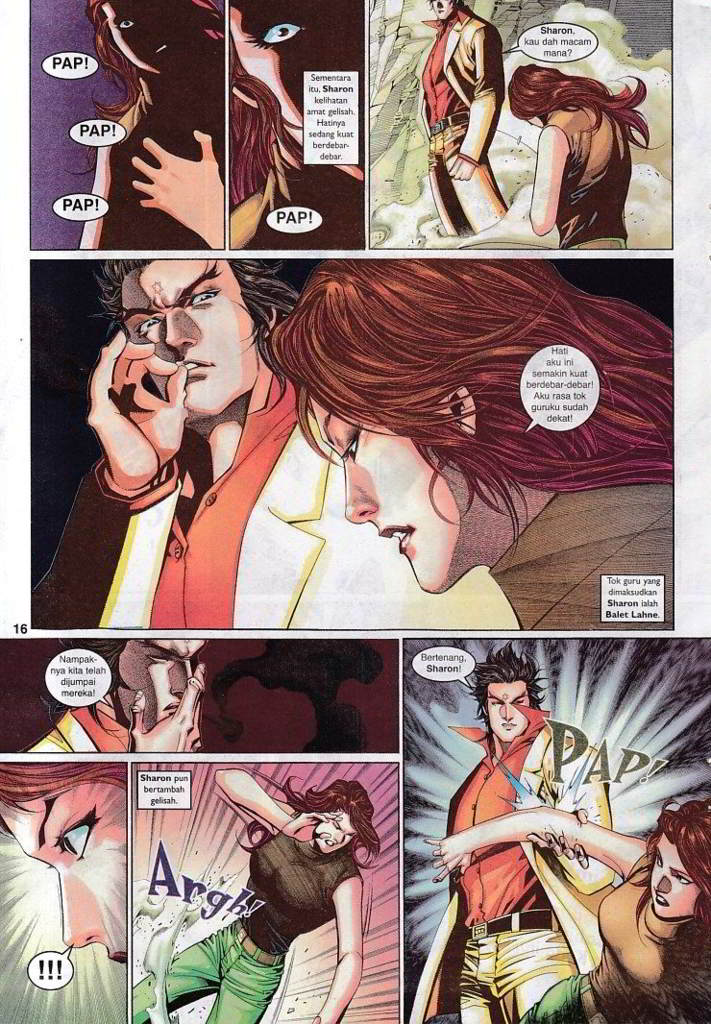 PAP!
PAP!
PAP!
Sementara
itu, Sharon
kelihatan
amat gelisah.
Hatinya
sedang kuat
berdebar-
debar.
PAP!
Sharon,
kau dah macam
mana?
Hati
aku ini
semakin kuat
berdebar-debar!
Aku rasa tok
guruku sudah
dekat!
Tok guru yang
dimaksudkan
Sharon ialah
Balet Lahne.
16
Nampak-
nya kita telah
dijumpai
mereka!
Bertenang,
Sharon!
PAP!
!!!
Sharon pun
bertambah
gelisah.
Argh!